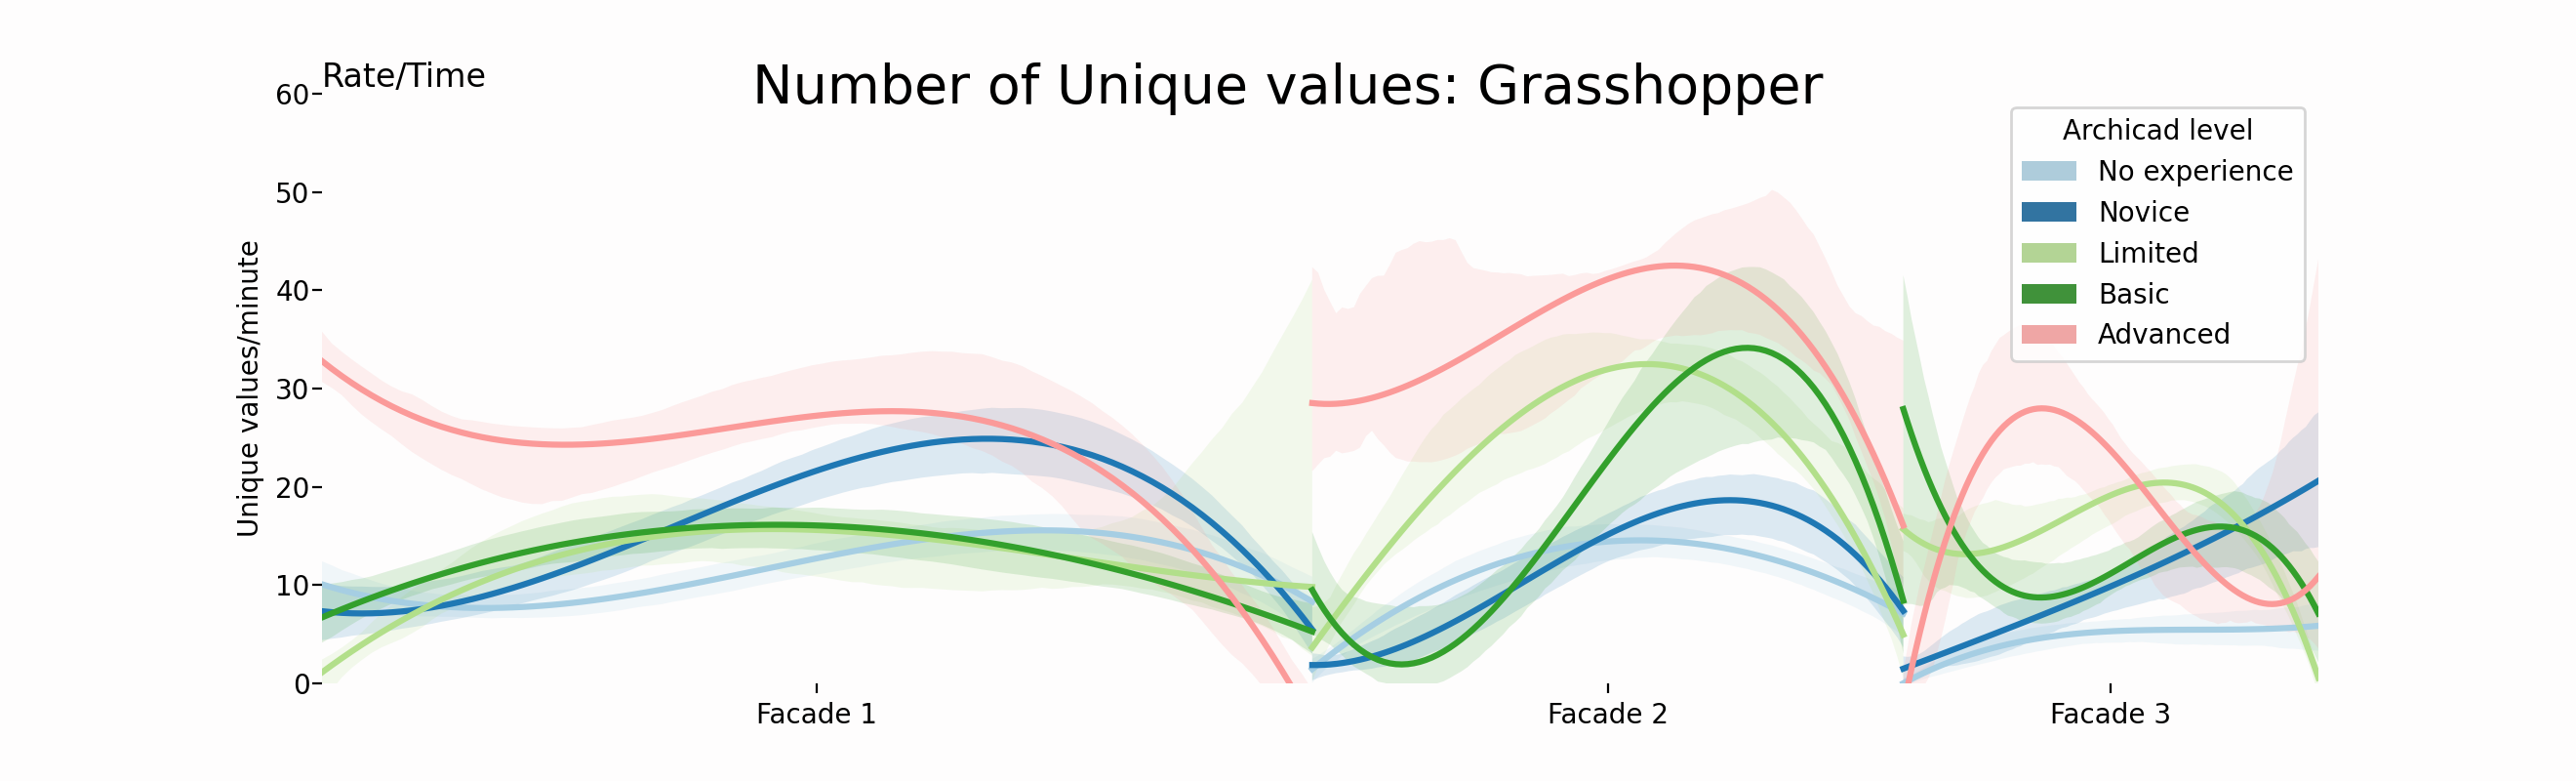 Number of Unique values: Grasshopper
Rate/Time
Unique values/minute
60
50
40
30
20
10
0
Facade 1
Facade 2
Facade 3
Archicad level
No experience
Novice
Limited
Basic
Advanced